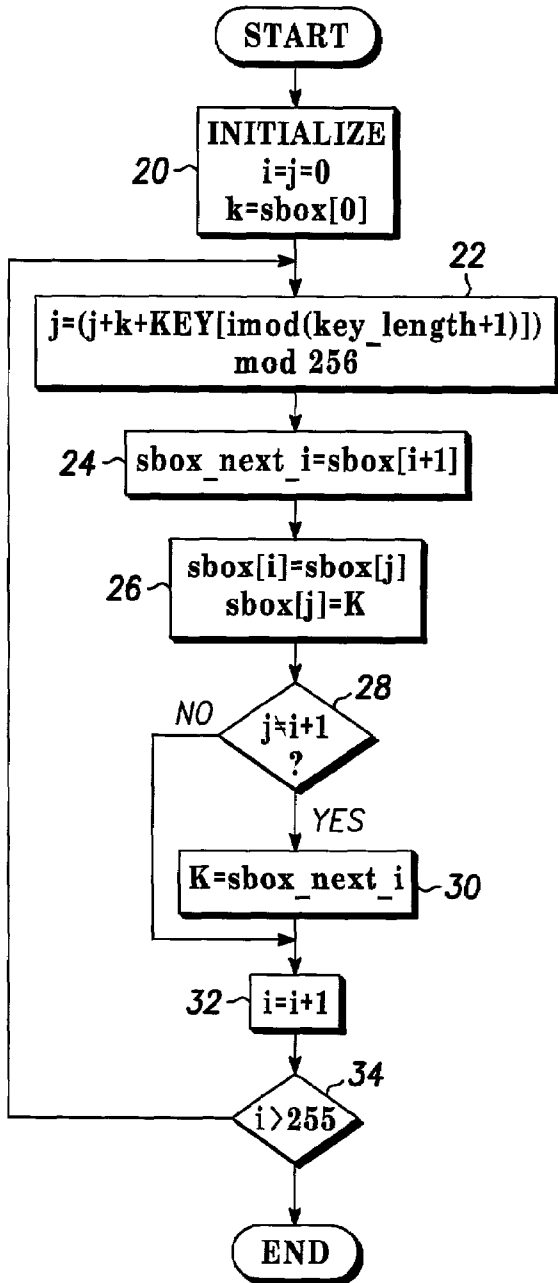 START
INITIALIZE
i=j=0
k=sbox[0]
20
22
j=(j+k+KEY[imod(key_length+1)])
mod 256
24
sbox_next_i=sbox[i+1]
26
sbox[i]=sbox[j]
sbox[j]=K
28
NO
j≠i+1
?
YES
K=sbox_next_i
30
32
i=i+1
34
i>255
END